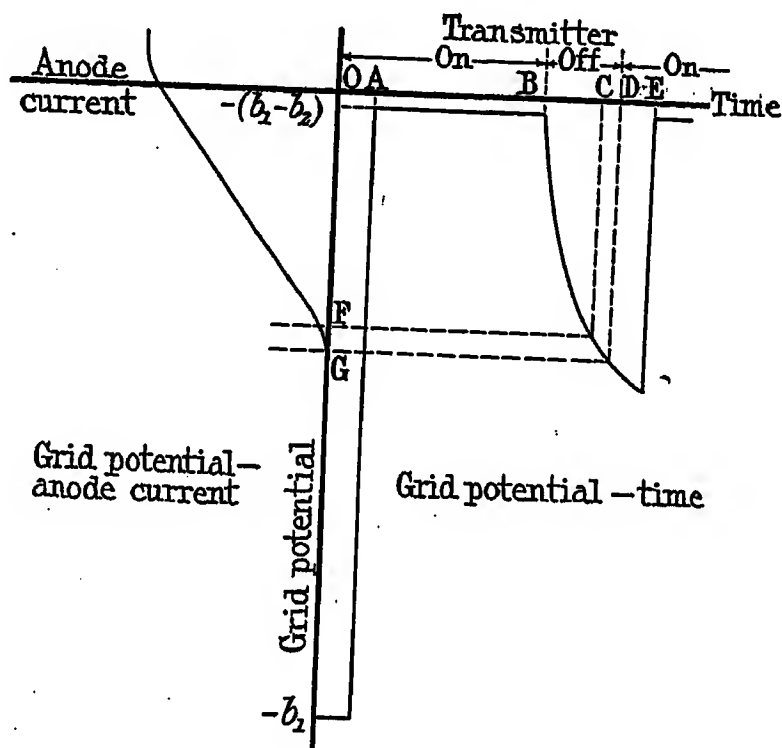 Transmitter
On Off On
Anode current
O A B C D E
Time
-(b₁-b₂)
F
G
Grid potential-
anode current
Grid potential
Grid potential - time
-b₁